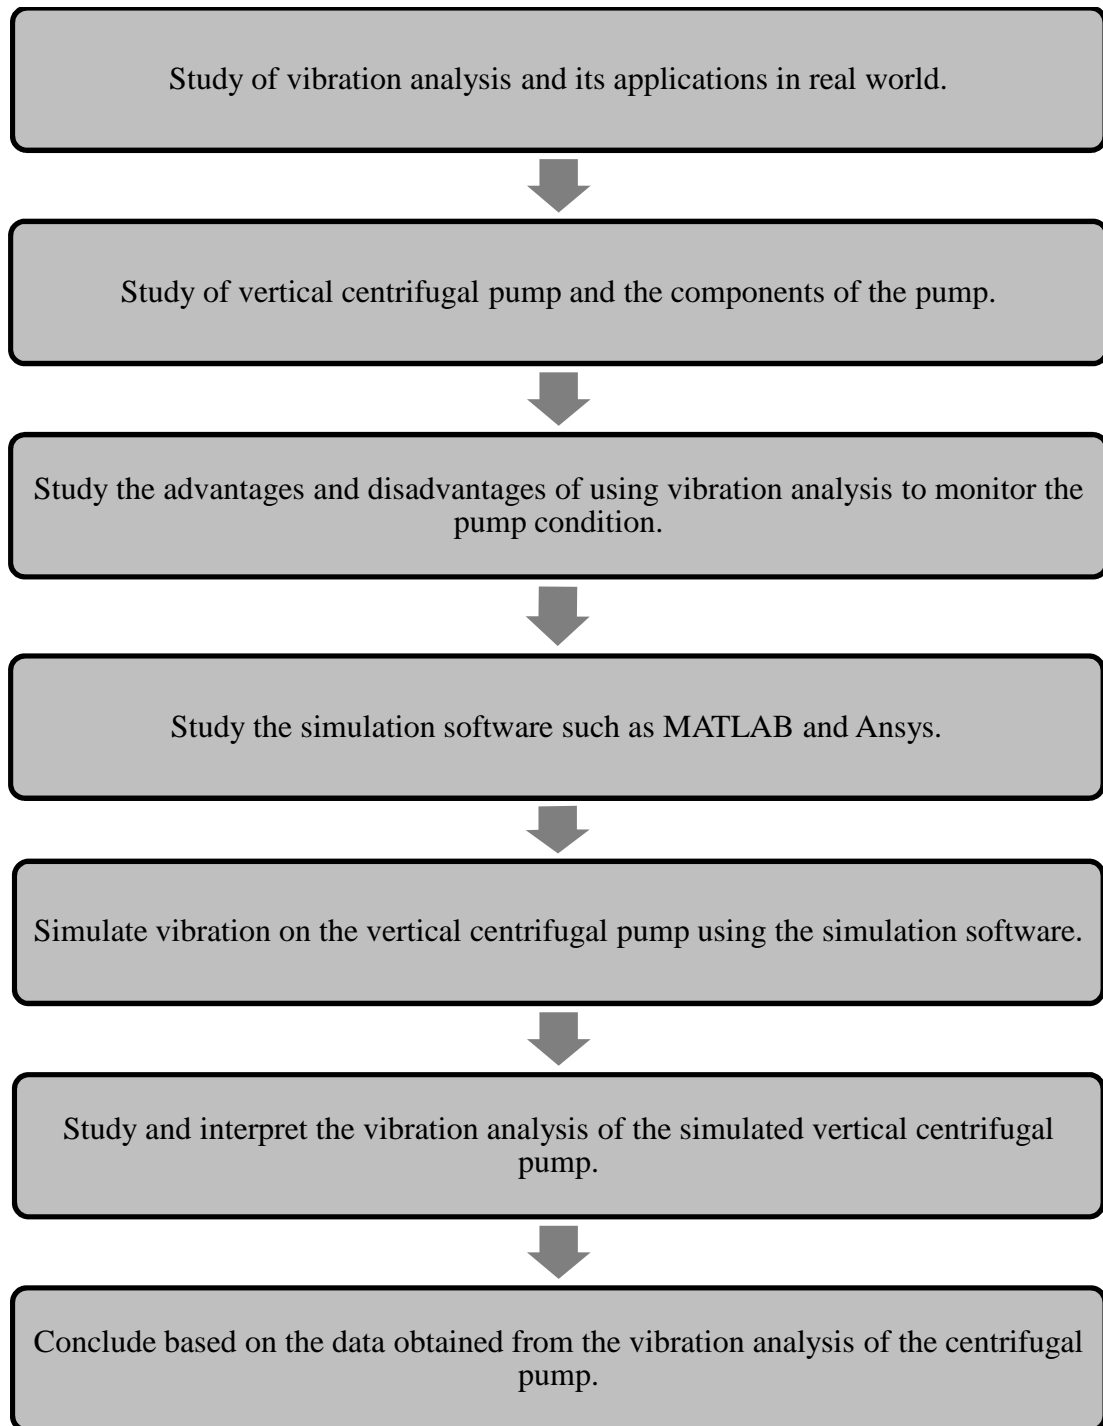 Study of vibration analysis and its applications in real world.
Study of vertical centrifugal pump and the components of the pump.
Study the advantages and disadvantages of using vibration analysis to monitor the
pump condition.
Study the simulation software such as MATLAB and Ansys.
Simulate vibration on the vertical centrifugal pump using the simulation software.
Study and interpret the vibration analysis of the simulated vertical centrifugal
pump.
Conclude based on the data obtained from the vibration analysis of the centrifugal
pump.